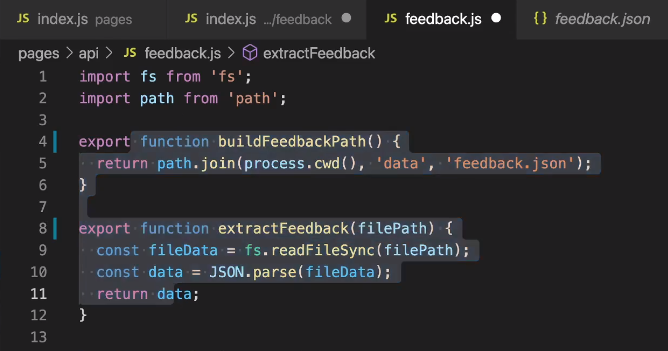 JS index.js pages JS index.js .../feedback JS feedback.js {} feedback.json
pages > api > JS feedback.js > extractFeedback
1 import fs from 'fs';
2 import path from 'path';
3
4 export function buildFeedbackPath() {
5 return path.join(process.cwd(), 'data', 'feedback.json');
6 }
7
8 export function extractFeedback(filePath) {
9 const fileData = fs.readFileSync(filePath);
10 const data = JSON.parse(fileData);
11 return data;
12 }
13